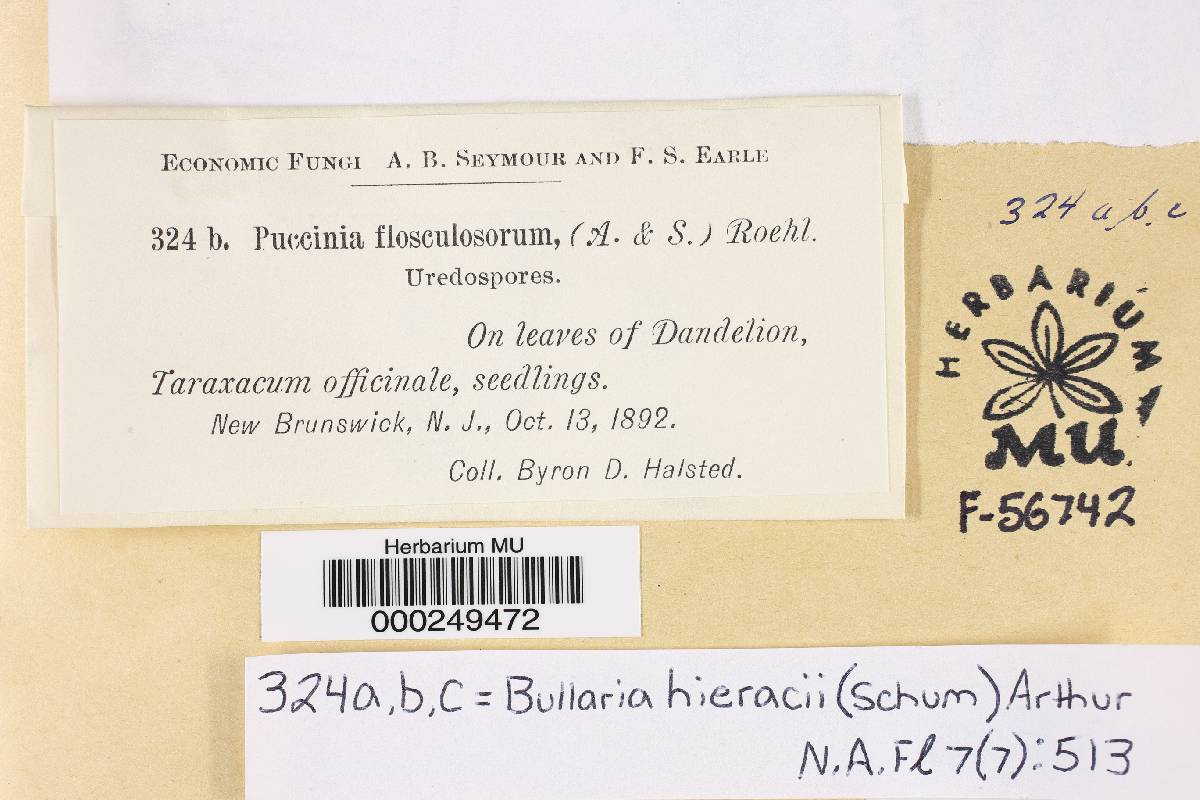 ECONOMIC FUNGI A. B. SEYMOUR AND F. S. EARLE
324 b. Puccinia flosculosorum, (A. & S.) Roehl.
Uredospores.
On leaves of Dandelion,
Taraxacum officinale, seedlings.
New Brunswick, N. J., Oct. 13, 1892.
Coll. Byron D. Halsted.
324 a, b. c
HERBARIUM
MU.
F-56742
Herbarium MU
000249472
324a,b,c = Bullaria hieracii (Schum) Arthur
N.A.Fl 7(7):513